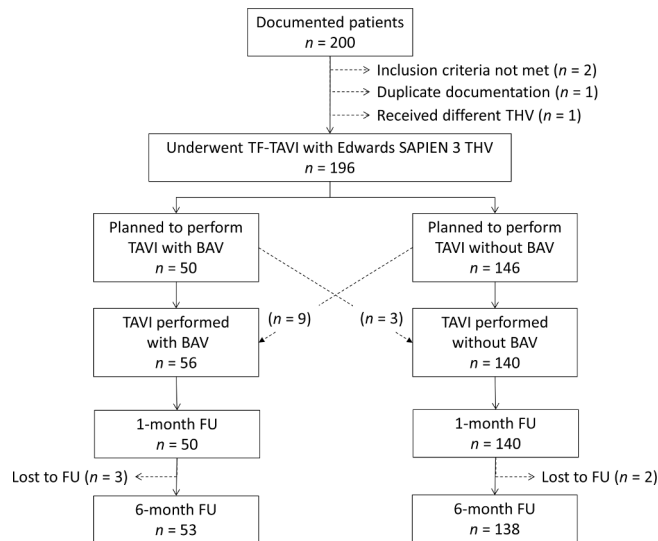 Documented patients
n = 200
Inclusion criteria not met (n = 2)
Duplicate documentation (n = 1)
Received different THV (n = 1)
Underwent TF-TAVI with Edwards SAPIEN 3 THV
n = 196
Planned to perform
TAVI with BAV
n = 50
Planned to perform
TAVI without BAV
n = 146
(n = 9)
(n = 3)
TAVI performed
with BAV
n = 56
TAVI performed
without BAV
n = 140
1-month FU
n = 50
1-month FU
n = 140
Lost to FU (n = 3)
Lost to FU (n = 2)
6-month FU
n = 53
6-month FU
n = 138